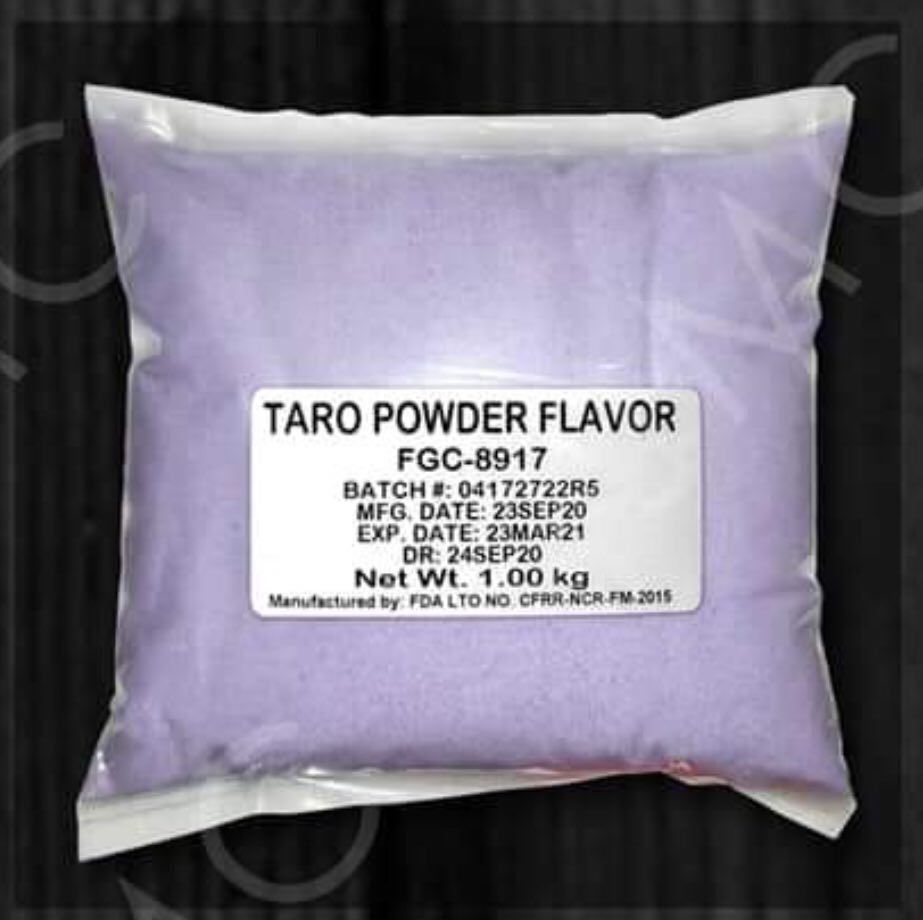 TARO POWDER FLAVOR
FGC-8917
BATCH #: 04172722R5
MFG. DATE: 23SEP20
EXP. DATE: 23MAR21
DR: 24SEP20
Net Wt. 1.00 kg
Manufactured by: FDA LTO NO. CFRR-NCR-FM-2015